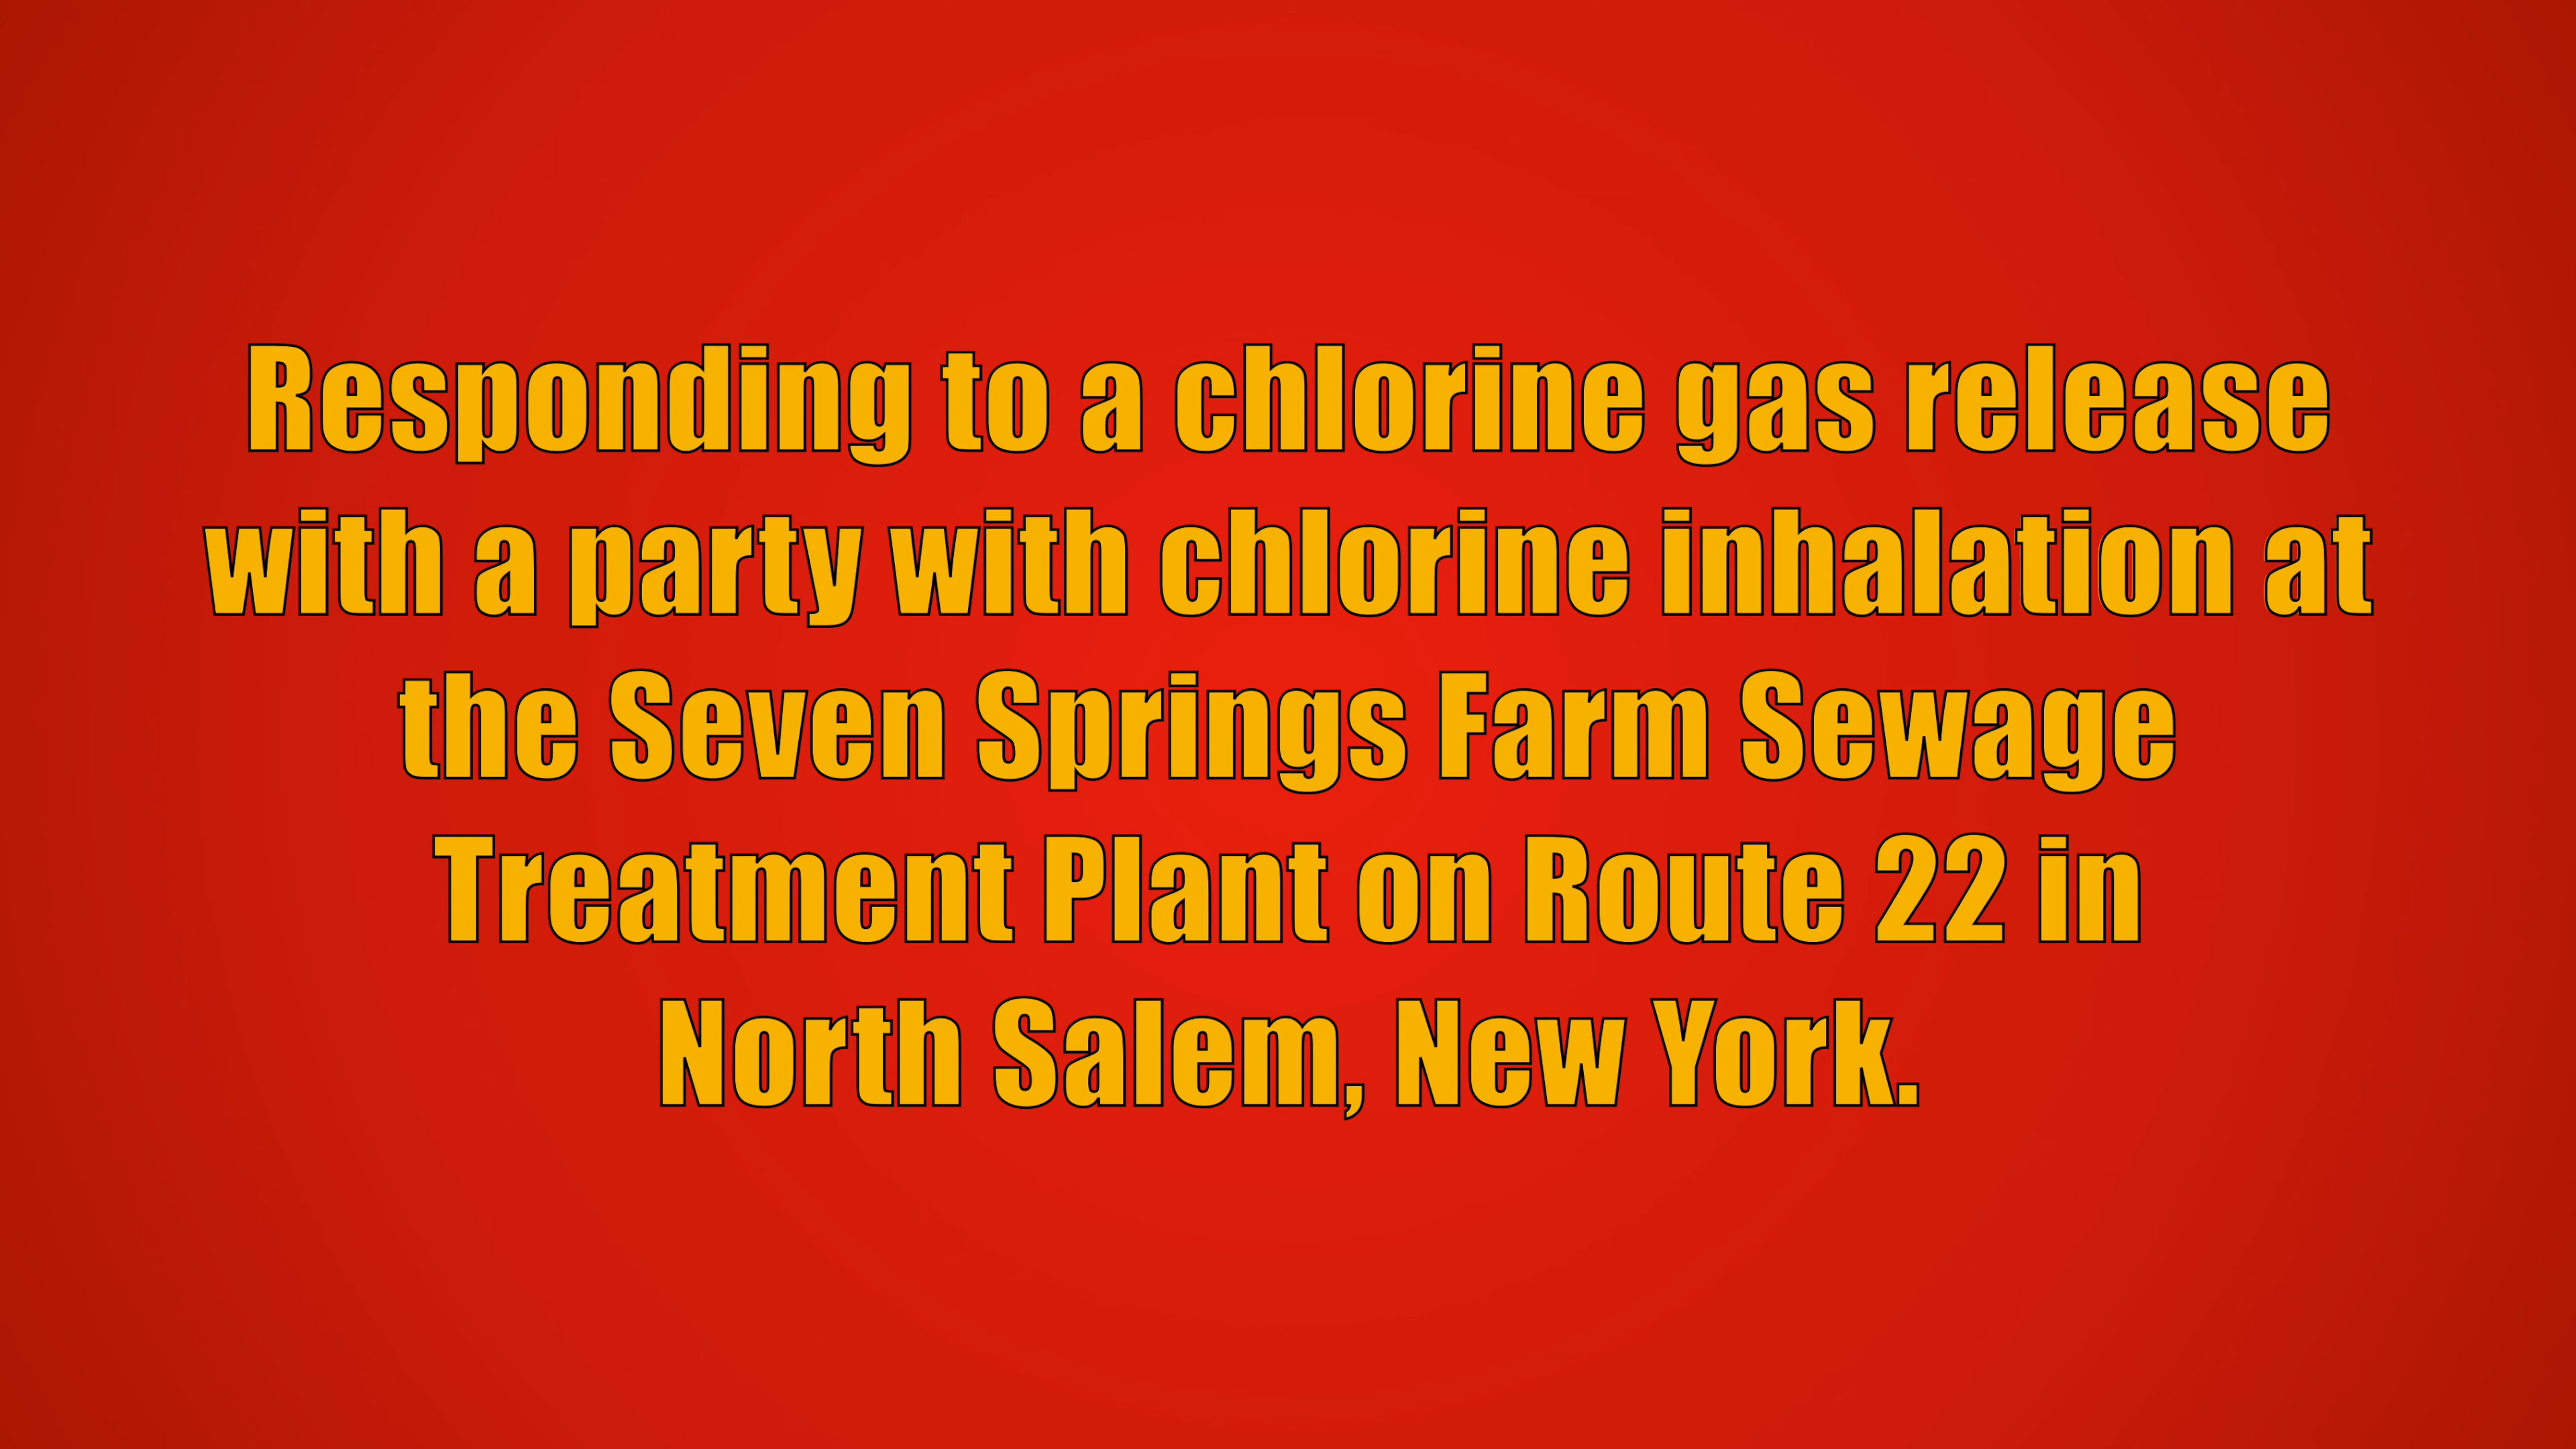 Responding to a chlorine gas release
with a party with chlorine inhalation at
the Seven Springs Farm Sewage
Treatment Plant on Route 22 in
North Salem, New York.